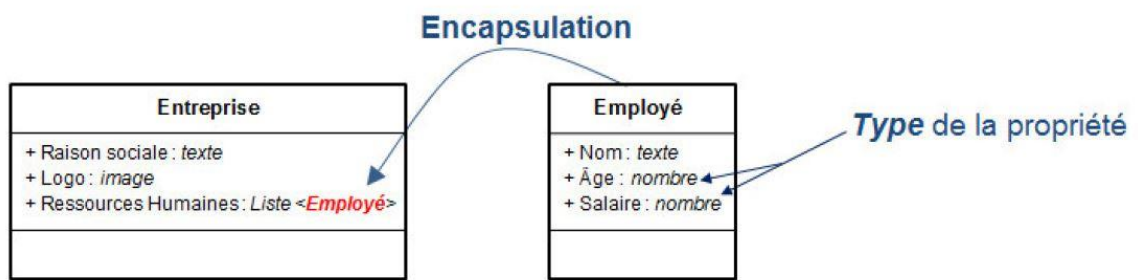 Encapsulation
Entreprise
+ Raison sociale : texte
+ Logo : image
+ Ressources Humaines : Liste <Employé>
Employé
+ Nom : texte
+ Âge : nombre
+ Salaire : nombre
Type de la propriété